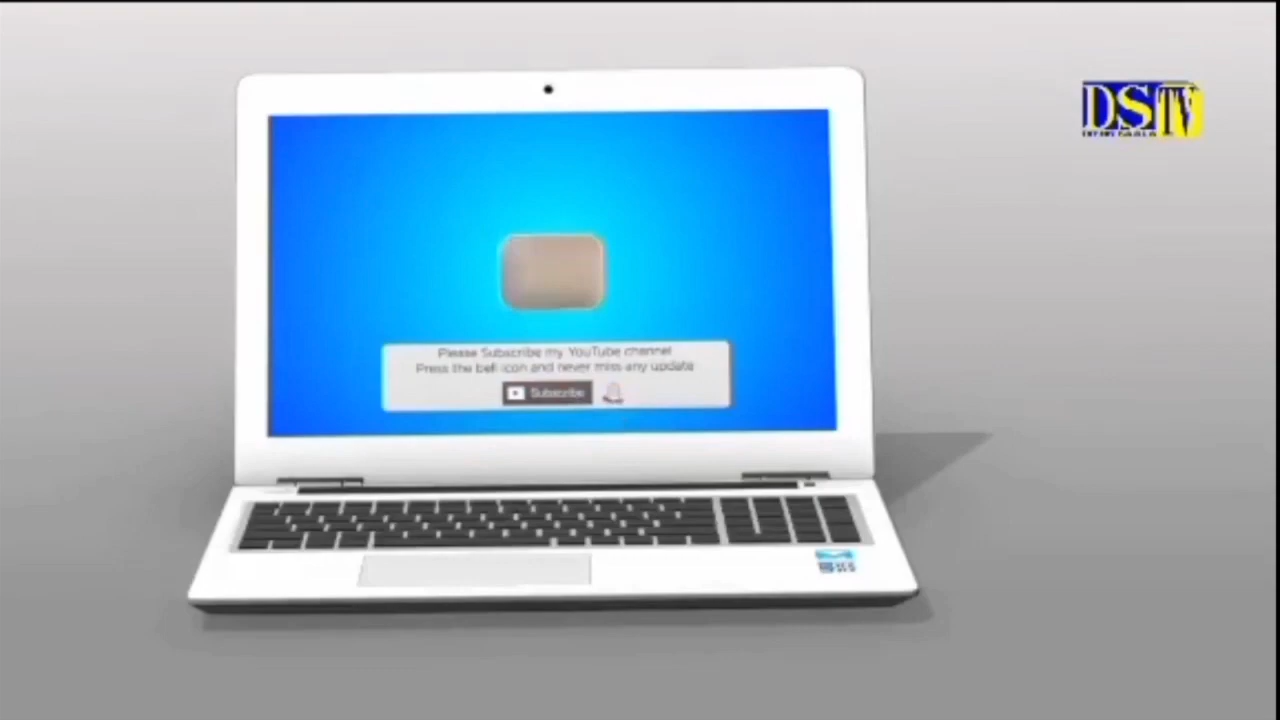 DSTV
Please Subscribe my YouTube channel
Press the bell icon and never miss any update
Subscribe